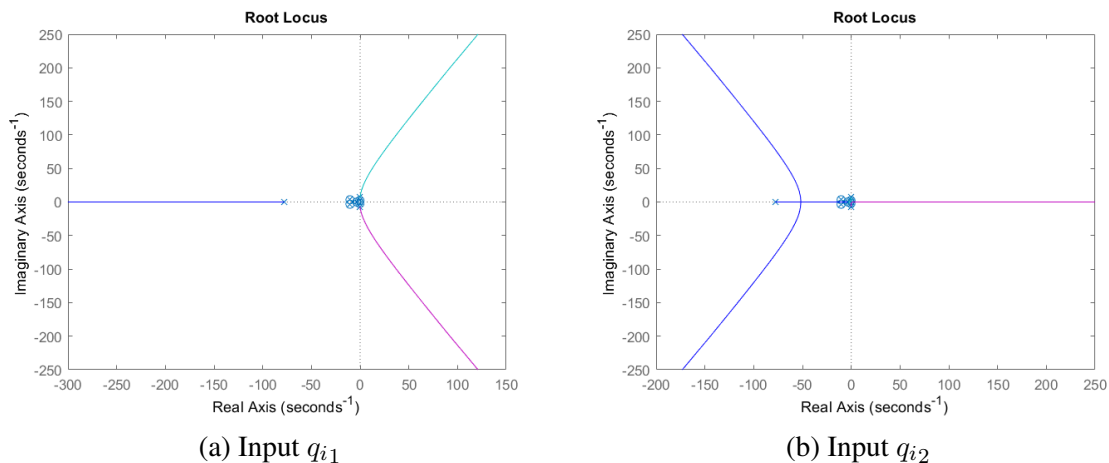 Root Locus
250
200
150
100
50
0
-50
-100
-150
-200
-250
Imaginary Axis (seconds⁻¹)
-300 -250 -200 -150 -100 -50 0 50 100 150
Real Axis (seconds⁻¹)
(a) Input qi1
Root Locus
250
200
150
100
50
0
-50
-100
-150
-200
-250
Imaginary Axis (seconds⁻¹)
-200 -150 -100 -50 0 50 100 150 200 250
Real Axis (seconds⁻¹)
(b) Input qi2